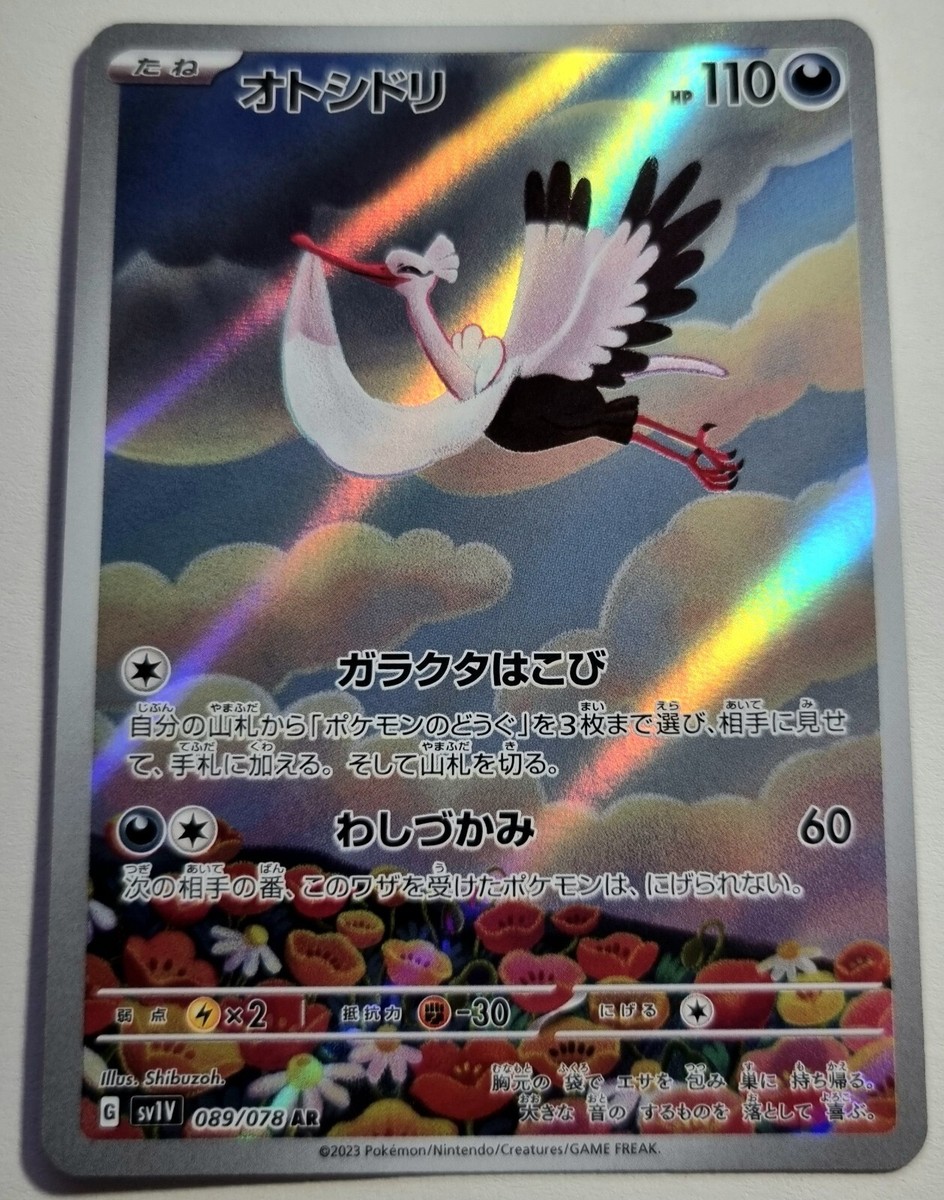 たね オトシドリ HP 110
ガラクタはこび
自分の山札から「ポケモンのどうぐ」を3枚まで選び、相手に見せ
て、手札に加える。そして山札を切る。
わしづかみ 60
次の相手の番、このワザを受けたポケモンは、にげられない。
弱点 ×2 抵抗力 -30 にげる
Illus. Shibuzoh.
胸元の 袋で エサを 包み 巣に 持ち帰る。
大きな 音の するものを 落として 喜ぶ。
G sv1V 089/078 AR
©2023 Pokémon/Nintendo/Creatures/GAME FREAK.